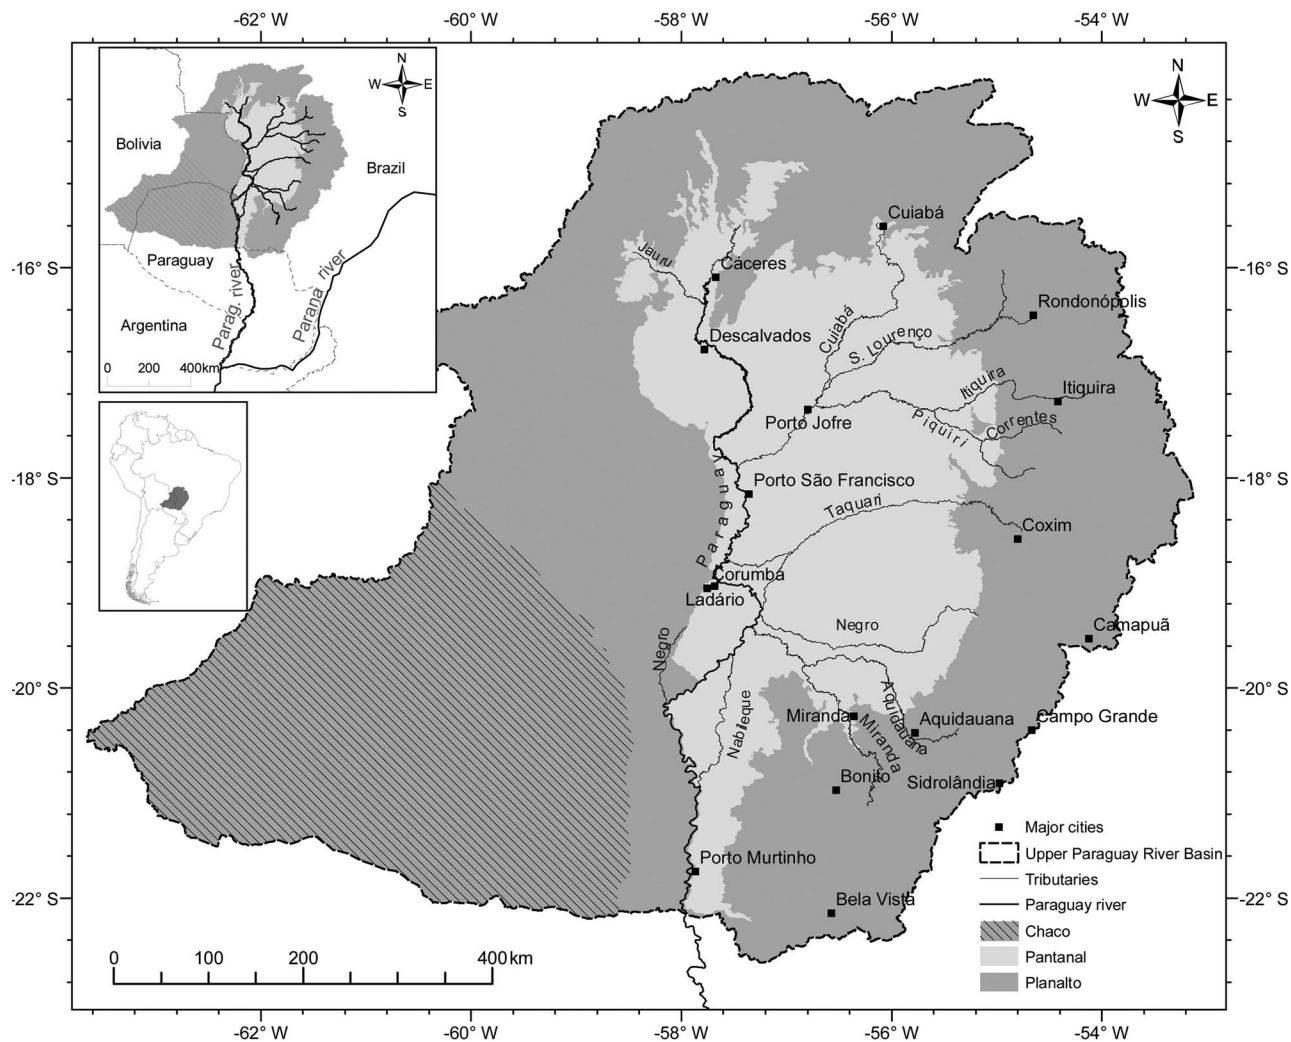 -62° W
-60° W
-58° W
-56° W
-54° W
N
W E
S
Bolivia
Brazil
Paraguay
Argentina
Parag. river
Parana river
0 200 400km
N
W E
S
-16° S
-18° S
-20° S
-22° S
-16° S
-18° S
-20° S
-22° S
Cuiabá
Jauru
Cáceres
Rondonópolis
Descalvados
Cuiabá
S. Lourenço
Itiquira
Itiquira
Porto Jofre
Piquiri
Correntes
Paraguay
Porto São Francisco
Taquari
Coxim
Corumbá
Ladário
Negro
Negro
Camapuã
Nabileque
Aquidauana
Miranda
Miranda
Aquidauana
Campo Grande
Bonito
Sidrolândia
Porto Murtinho
Bela Vista
Major cities
Upper Paraguay River Basin
Tributaries
Paraguay river
Chaco
Pantanal
Planalto
0 100 200 400 km
-62° W
-60° W
-58° W
-56° W
-54° W